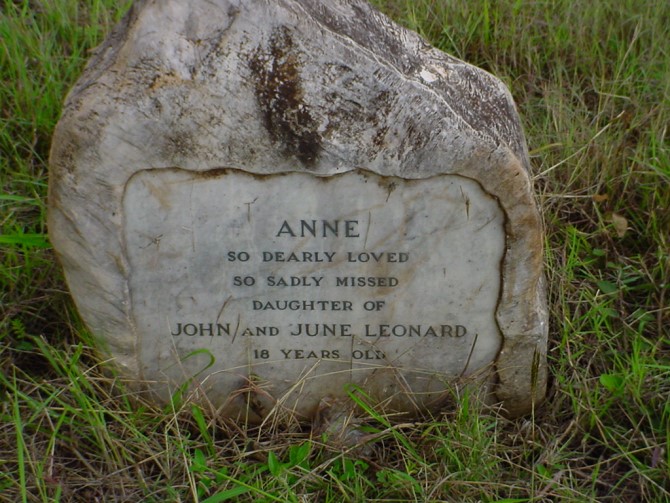 ANNE
SO DEARLY LOVED
SO SADLY MISSED
DAUGHTER OF
JOHN AND JUNE LEONARD
18 YEARS OLD